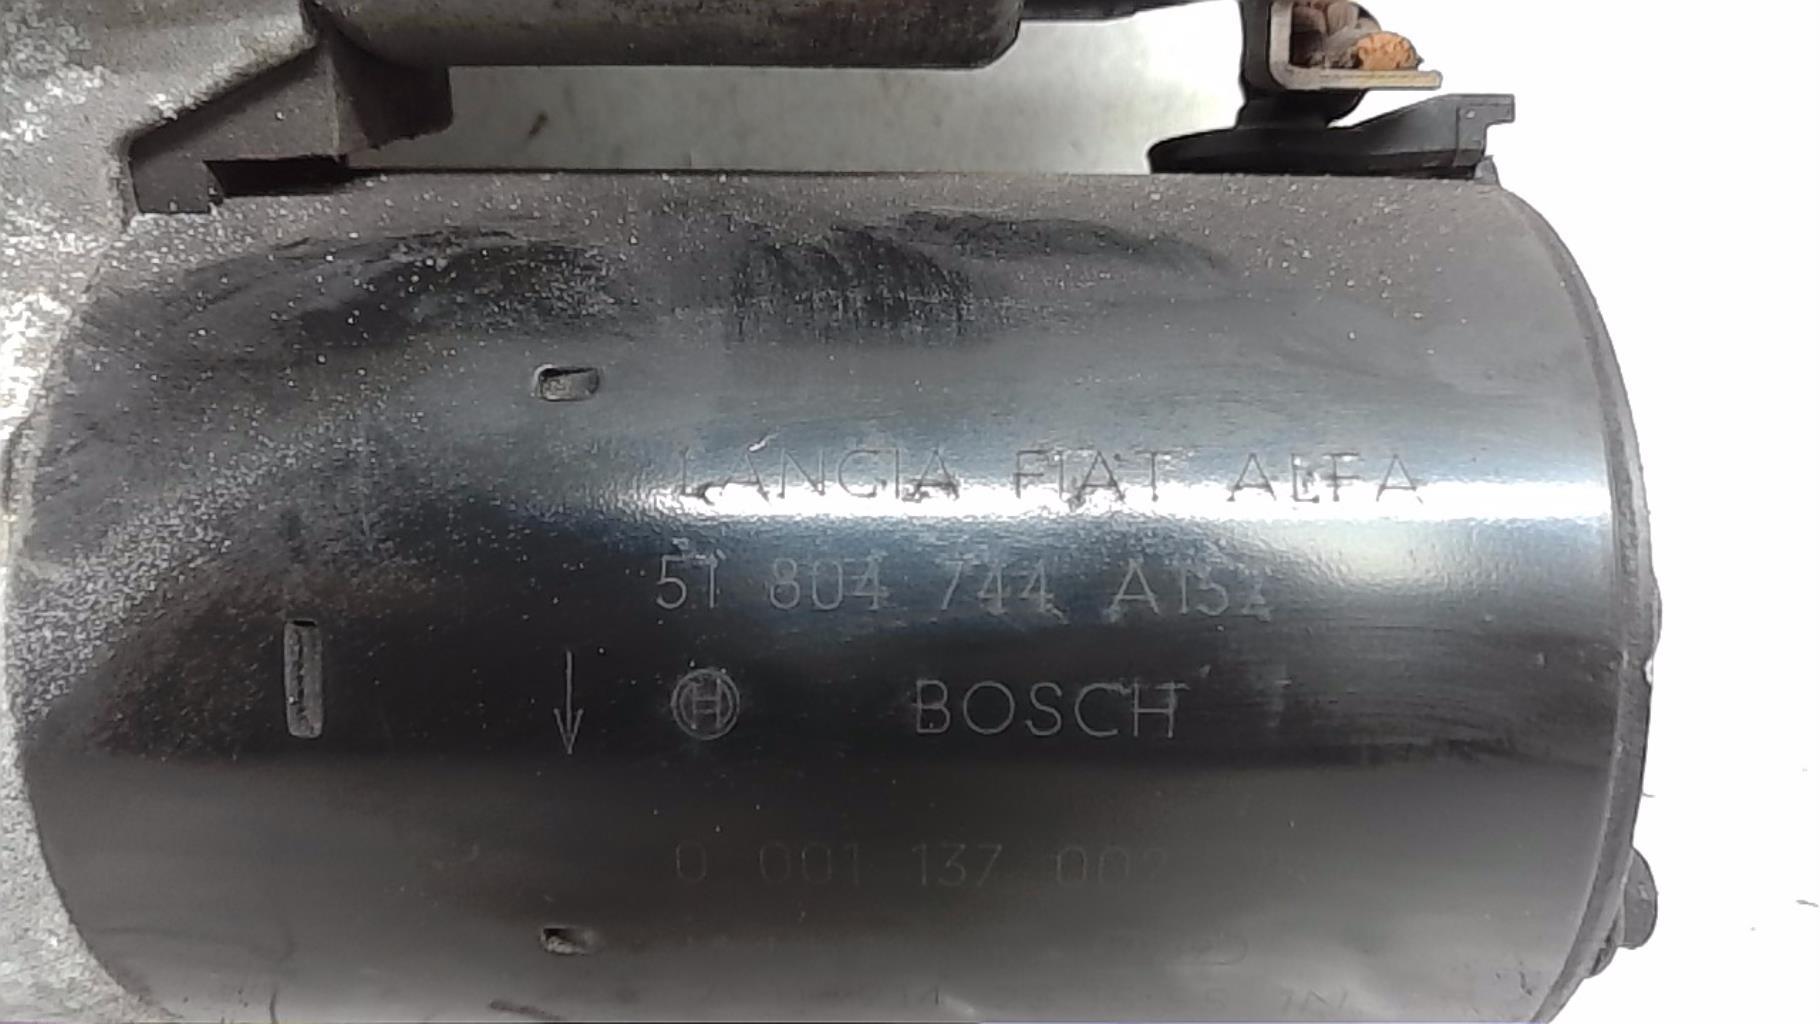 LANCIA FIAT ALFA
51 804 744 A152
BOSCH
0 001 137 002